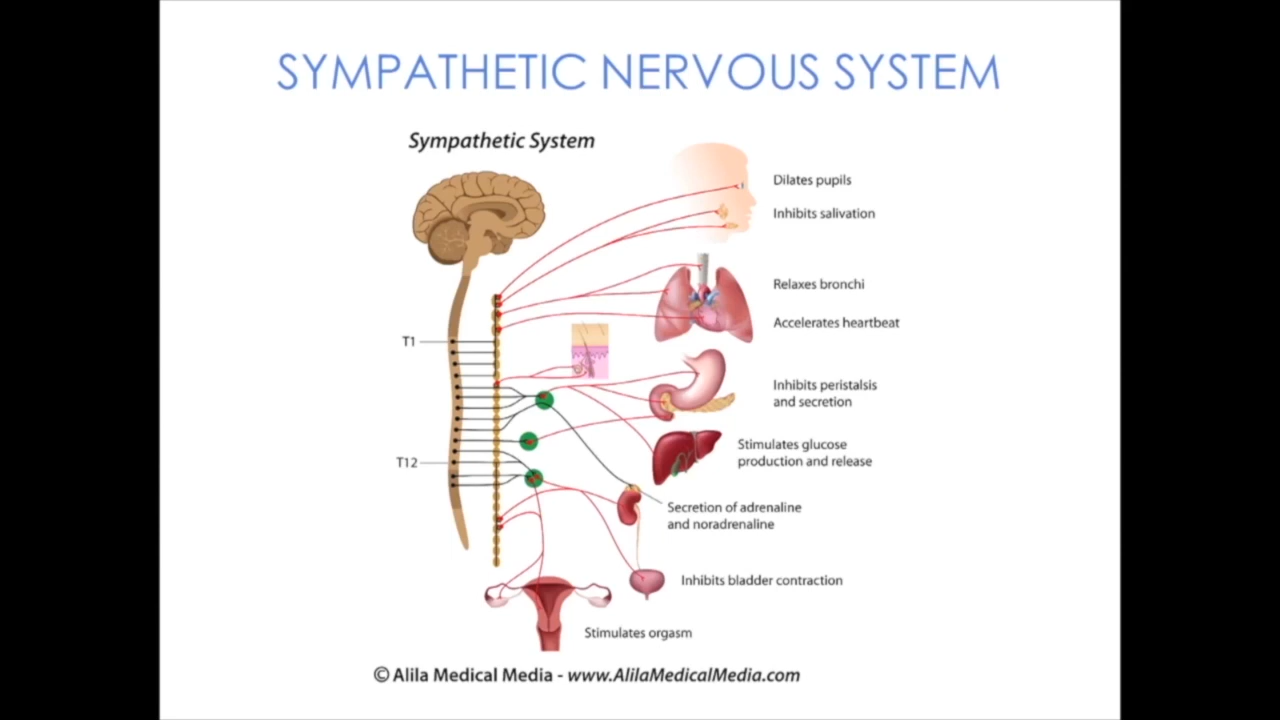 SYMPATHETIC NERVOUS SYSTEM
Sympathetic System
Dilates pupils
Inhibits salivation
Relaxes bronchi
Accelerates heartbeat
T1
Inhibits peristalsis
and secretion
Stimulates glucose
production and release
T12
Secretion of adrenaline
and noradrenaline
Inhibits bladder contraction
Stimulates orgasm
© Alila Medical Media - www.AlilaMedicalMedia.com